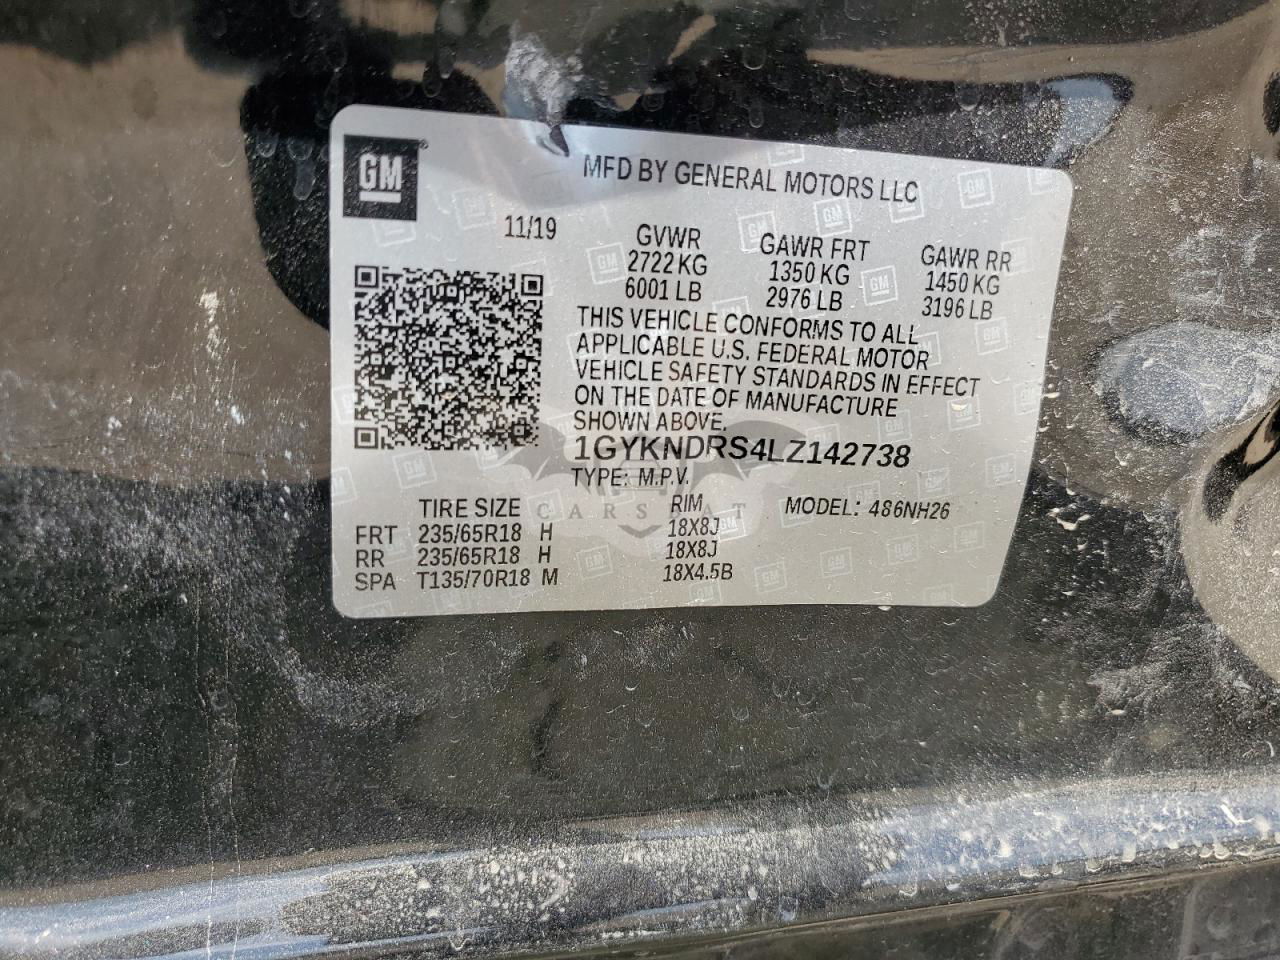 GM
MFD BY GENERAL MOTORS LLC
11/19
GVWR GAWR FRT GAWR RR
2722 KG 1350 KG 1450 KG
6001 LB 2976 LB 3196 LB
THIS VEHICLE CONFORMS TO ALL
APPLICABLE U.S. FEDERAL MOTOR
VEHICLE SAFETY STANDARDS IN EFFECT
ON THE DATE OF MANUFACTURE
SHOWN ABOVE.
1GYKNDRS4LZ142738
TYPE: M.P.V.
TIRE SIZE RIM MODEL: 486NH26
FRT 235/65R18 H 18X8J
RR 235/65R18 H 18X8J
SPA T135/70R18 M 18X4.5B
CARSBAT